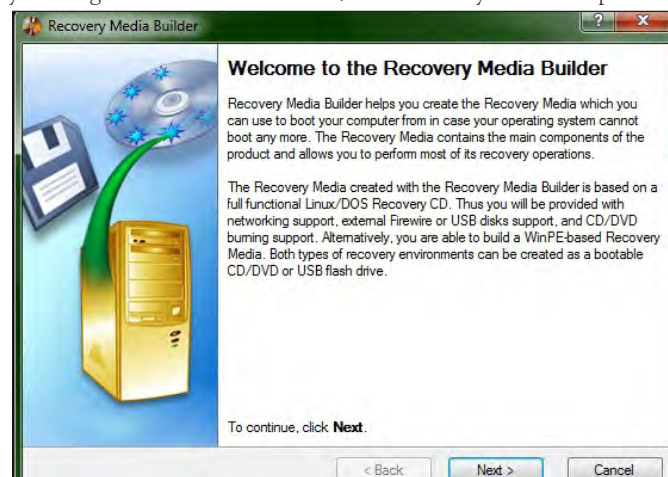 Recovery Media Builder
?
X
Welcome to the Recovery Media Builder
Recovery Media Builder helps you create the Recovery Media which you
can use to boot your computer from in case your operating system cannot
boot any more. The Recovery Media contains the main components of the
product and allows you to perform most of its recovery operations.
The Recovery Media created with the Recovery Media Builder is based on a
full functional Linux/DOS Recovery CD. Thus you will be provided with
networking support, external Firewire or USB disks support, and CD/DVD
burning support. Alternatively, you are able to build a WinPE-based Recovery
Media. Both types of recovery environments can be created as a bootable
CD/DVD or USB flash drive.
To continue, click Next.
< Back
Next >
Cancel